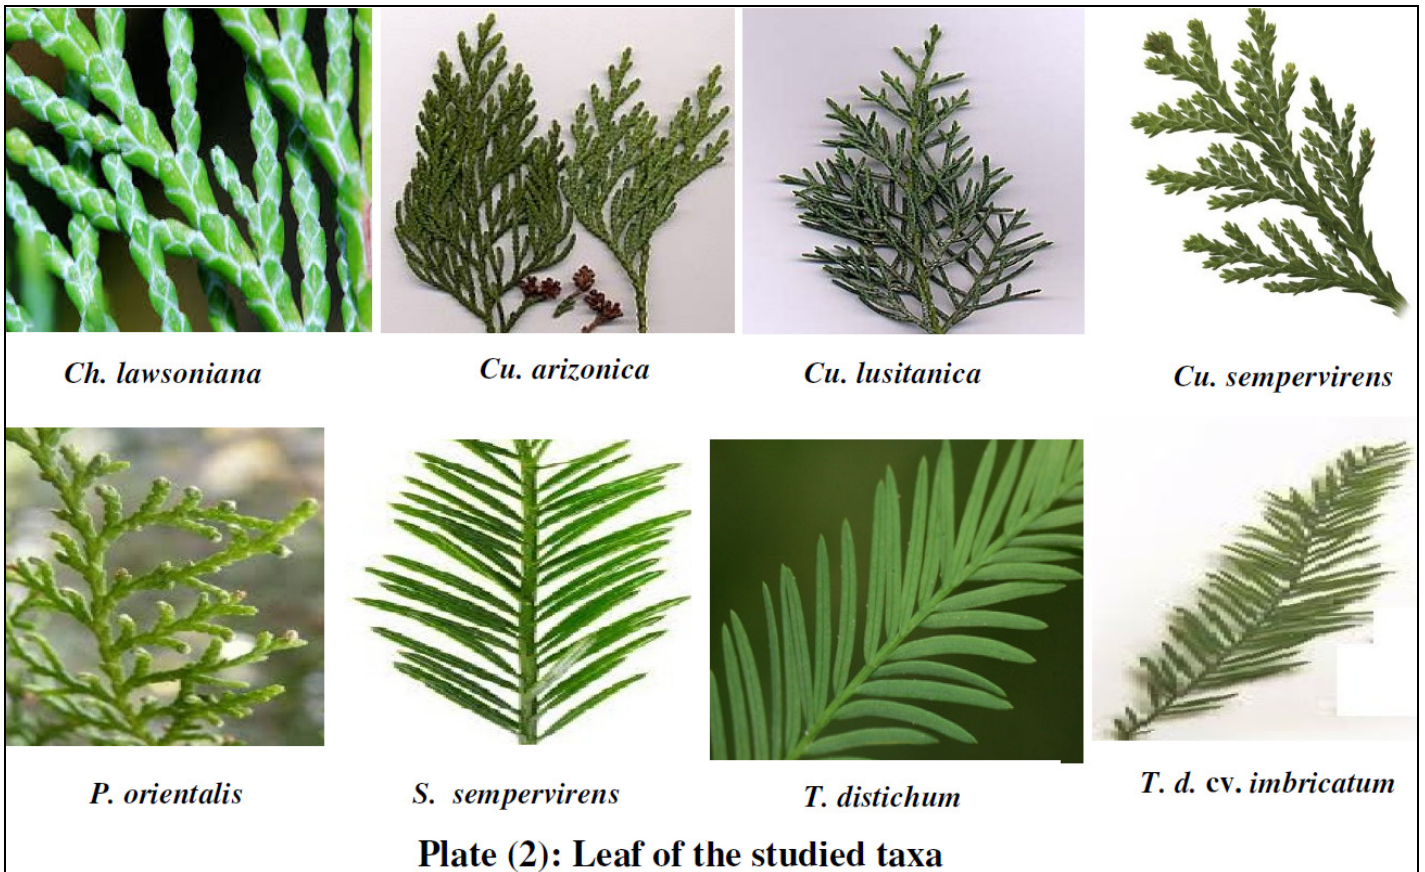 Ch. lawsoniana
Cu. arizonica
Cu. lusitanica
Cu. sempervirens
P. orientalis
S. sempervirens
T. distichum
T. d. cv. imbricatum
Plate (2): Leaf of the studied taxa